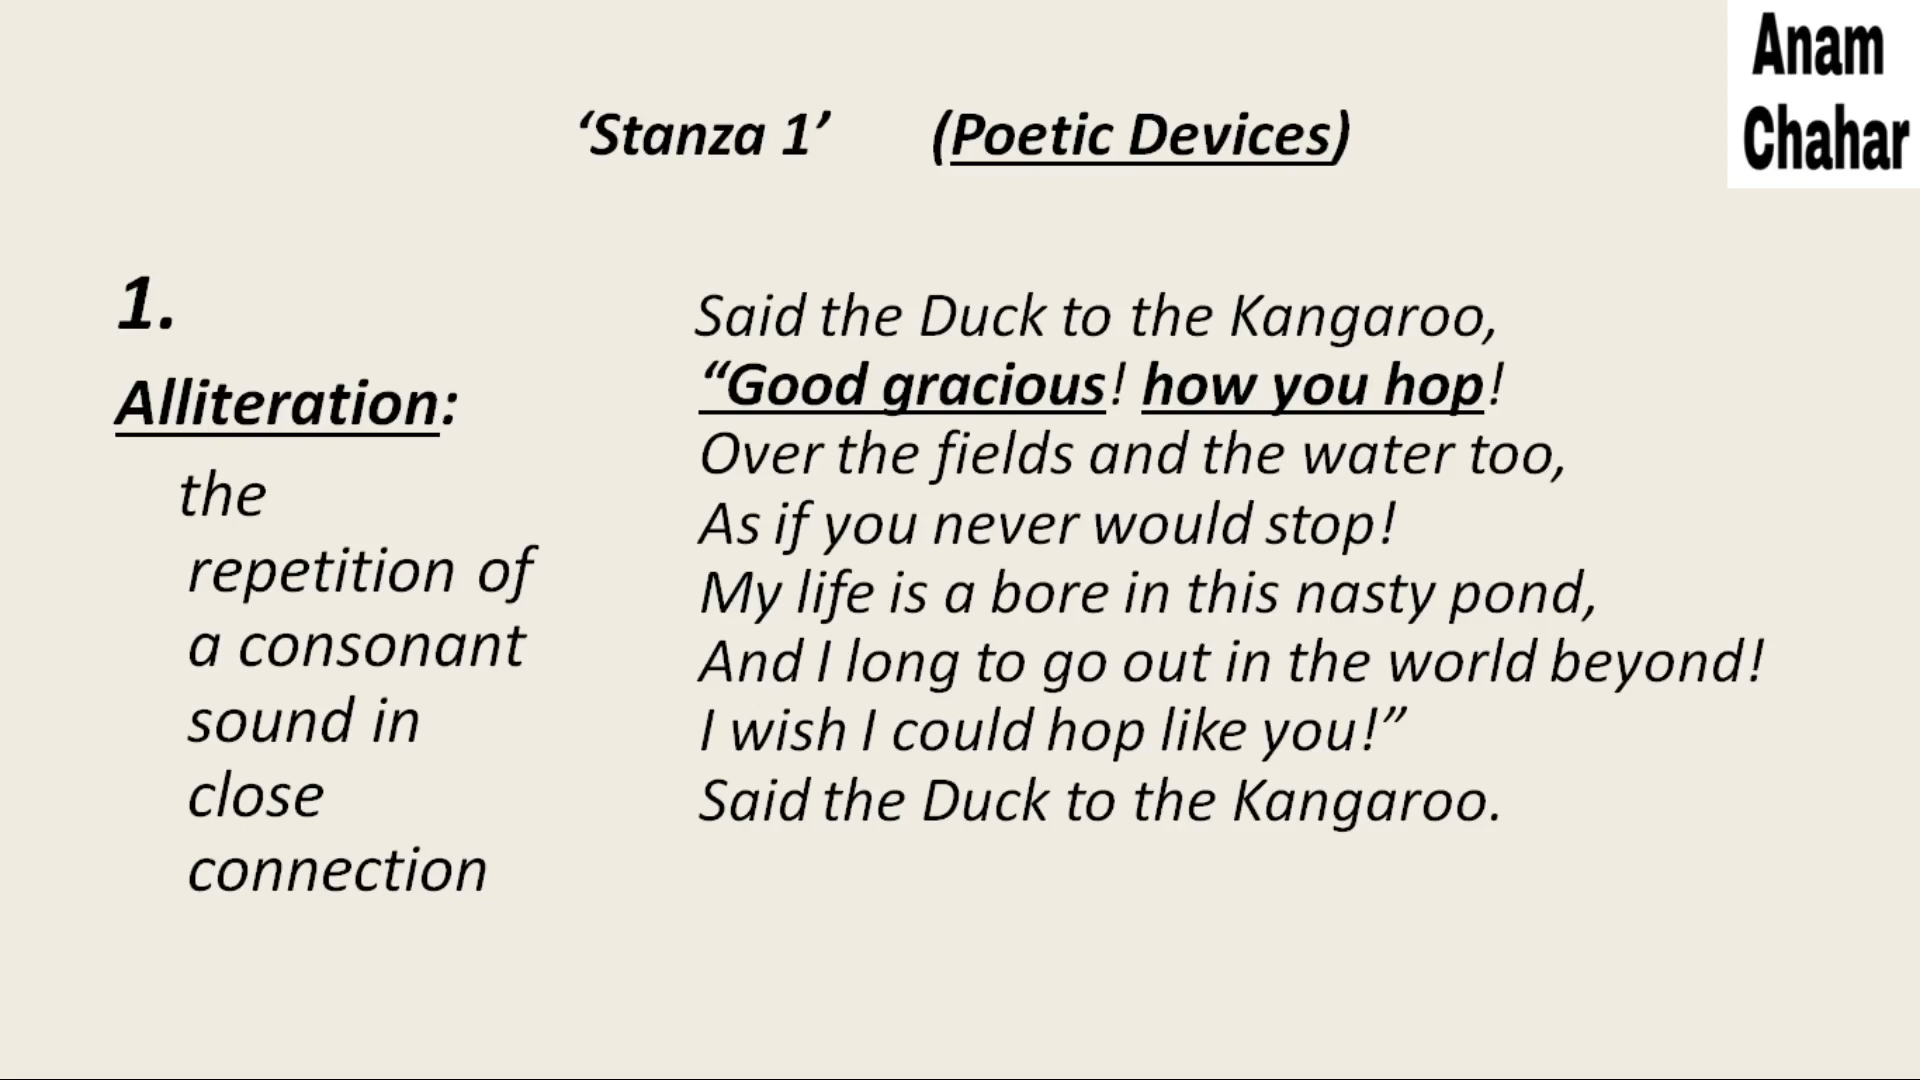 Anam
Chahar
‘Stanza 1’ (Poetic Devices)
1.
Alliteration:
the
repetition of
a consonant
sound in
close
connection
Said the Duck to the Kangaroo,
“Good gracious! how you hop!
Over the fields and the water too,
As if you never would stop!
My life is a bore in this nasty pond,
And I long to go out in the world beyond!
I wish I could hop like you!”
Said the Duck to the Kangaroo.